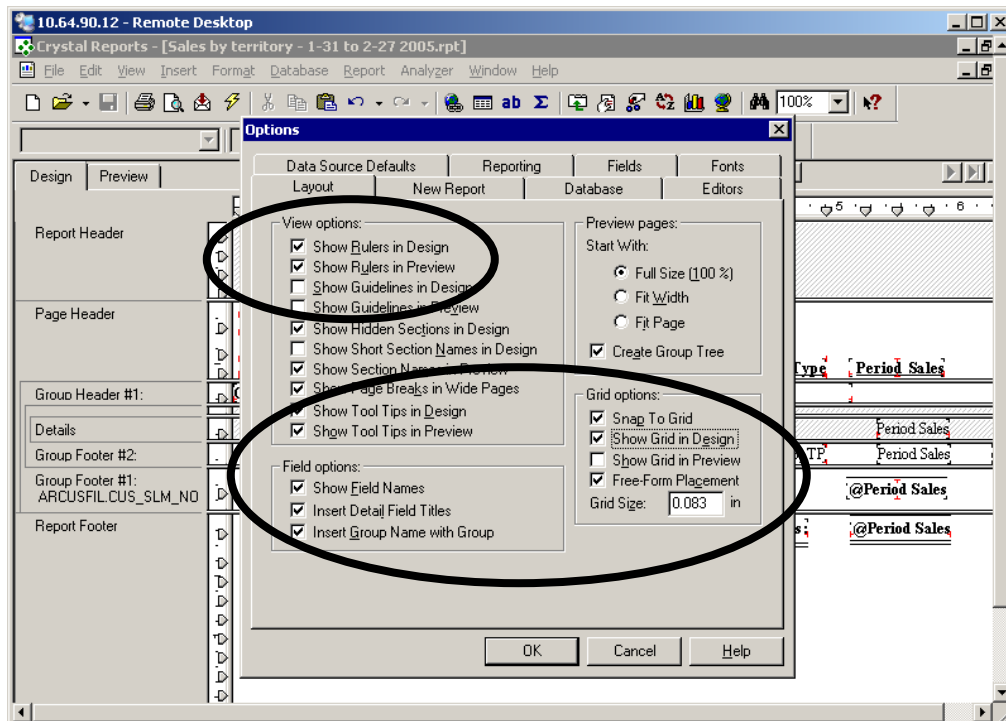 10.64.90.12 - Remote Desktop
Crystal Reports - [Sales by territory - 1-31 to 2-27 2005.rpt]
File Edit View Insert Format Database Report Analyzer Window Help
ab Σ 100%
Options
Data Source Defaults Reporting Fields Fonts
Layout New Report Database Editors
Design Preview
View options:
Show Rulers in Design
Show Rulers in Preview
Show Guidelines in Design
Show Guidelines in Preview
Show Hidden Sections in Design
Show Short Section Names in Design
Show Section Names in Preview
Show Page Breaks in Wide Pages
Show Tool Tips in Design
Show Tool Tips in Preview
Field options:
Show Field Names
Insert Detail Field Titles
Insert Group Name with Group
Preview pages:
Start With:
Full Size (100 %)
Fit Width
Fit Page
Create Group Tree
Grid options:
Snap To Grid
Show Grid in Design
Show Grid in Preview
Free-Form Placement
Grid Size: 0.083 in
OK Cancel Help
5 6
Report Header
Page Header
Type Period Sales
Group Header #1:
Details
Period Sales
Group Footer #2:
TP Period Sales
Group Footer #1:
ARCUSFIL.CUS_SLM_NO
@Period Sales
Report Footer
s: @Period Sales